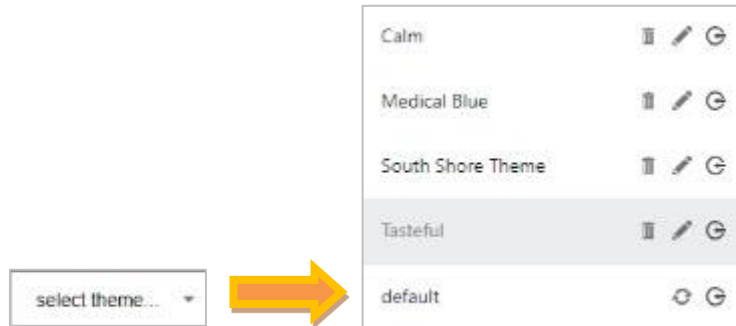 Calm
Medical Blue
South Shore Theme
Tasteful
select theme...
default